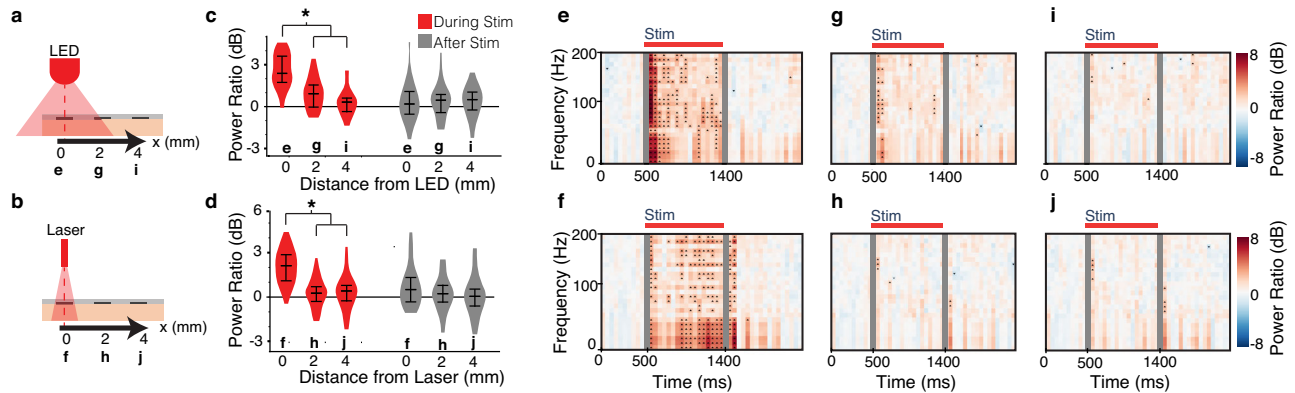 a
LED
x (mm)
0 2 4
e g i
b
Laser
x (mm)
0 2 4
f h j
c
Power Ratio (dB)
3
0
-3
*
During Stim
After Stim
e g i e g i
0 2 4 0 2 4
Distance from LED (mm)
d
Power Ratio (dB)
6
3
0
-3
*
f h j f h j
0 2 4 0 2 4
Distance from Laser (mm)
e
Stim
Frequency (Hz)
200
100
0
0 500 1400
g
Stim
0 500 1400
i
Stim
0 500 1400
8
0
-8
Power Ratio (dB)
f
Stim
Frequency (Hz)
200
100
0
0 500 1400
Time (ms)
h
Stim
0 500 1400
Time (ms)
j
Stim
0 500 1400
Time (ms)
8
0
-8
Power Ratio (dB)